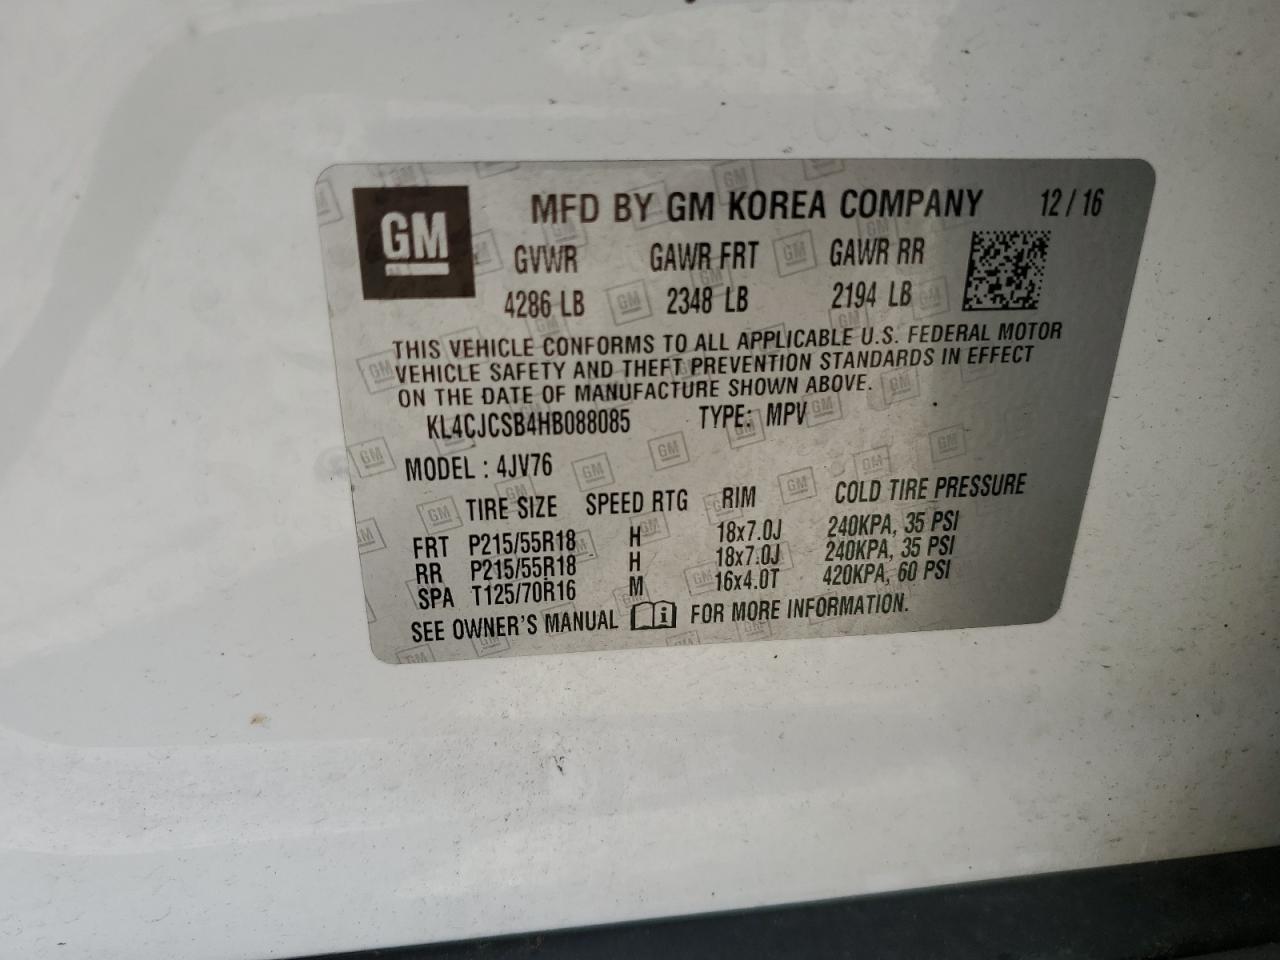 GM MFD BY GM KOREA COMPANY 12/16
GVWR GAWR FRT GAWR RR
4286 LB 2348 LB 2194 LB
THIS VEHICLE CONFORMS TO ALL APPLICABLE U.S. FEDERAL MOTOR
VEHICLE SAFETY AND THEFT PREVENTION STANDARDS IN EFFECT
ON THE DATE OF MANUFACTURE SHOWN ABOVE.
KL4CJCSB4HB088085 TYPE: MPV
MODEL : 4JV76
TIRE SIZE SPEED RTG RIM COLD TIRE PRESSURE
FRT P215/55R18 H 18x7.0J 240KPA, 35 PSI
RR P215/55R18 H 18x7.0J 240KPA, 35 PSI
SPA T125/70R16 M 16x4.0T 420KPA, 60 PSI
SEE OWNER'S MANUAL i FOR MORE INFORMATION.